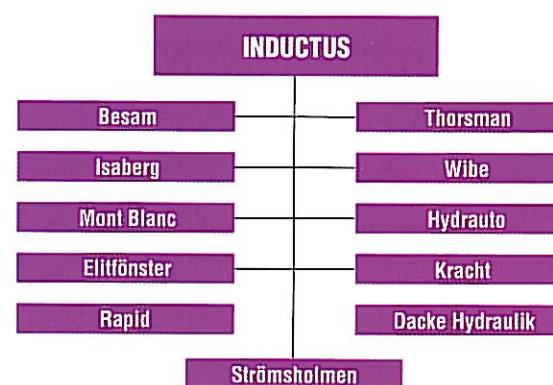 INDUCTUS
Besam
Thorsman
Isaberg
Wibe
Mont Blanc
Hydrauto
Elitfönster
Kracht
Rapid
Dacke Hydraulik
Strömsholmen